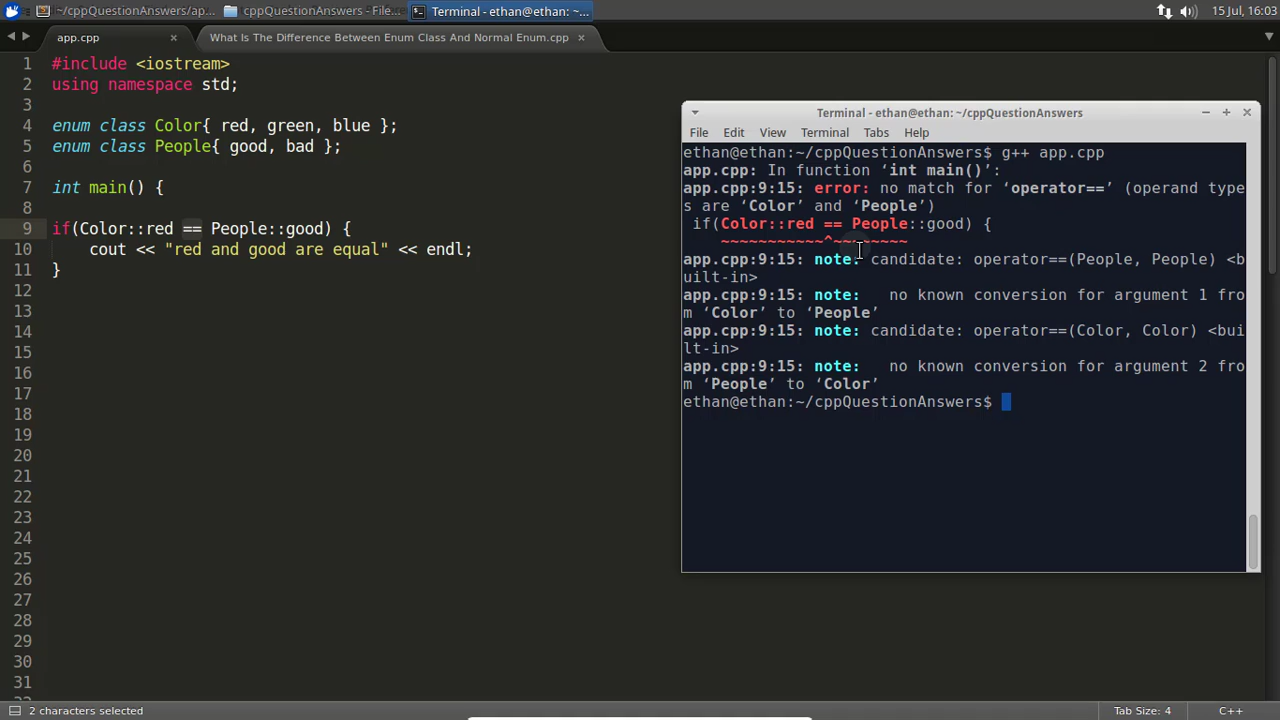 ~/cppQuestionAnswers/ap...
cppQuestionAnswers - File...
Terminal - ethan@ethan: ~...
15 Jul, 16:03
app.cpp ×
What Is The Difference Between Enum Class And Normal Enum.cpp ×
1 #include <iostream>
2 using namespace std;
3
4 enum class Color{ red, green, blue };
5 enum class People{ good, bad };
6
7 int main() {
8
9 if(Color::red == People::good) {
10 cout << "red and good are equal" << endl;
11 }
12
13
14
15
16
17
18
19
20
21
22
23
24
25
26
27
28
29
30
31
Terminal - ethan@ethan: ~/cppQuestionAnswers
File Edit View Terminal Tabs Help
ethan@ethan:~/cppQuestionAnswers$ g++ app.cpp
app.cpp: In function ‘int main()’:
app.cpp:9:15: error: no match for ‘operator==’ (operand type
s are ‘Color’ and ‘People’)
if(Color::red == People::good) {
~~~~~~~~~~~^~~~~~~~~
app.cpp:9:15: note: candidate: operator==(People, People) <b
uilt-in>
app.cpp:9:15: note: no known conversion for argument 1 fro
m ‘Color’ to ‘People’
app.cpp:9:15: note: candidate: operator==(Color, Color) <bui
lt-in>
app.cpp:9:15: note: no known conversion for argument 2 fro
m ‘People’ to ‘Color’
ethan@ethan:~/cppQuestionAnswers$
2 characters selected
Tab Size: 4
C++